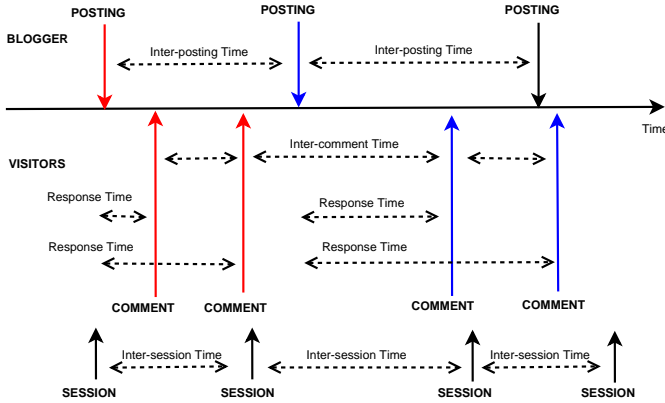 POSTING POSTING POSTING
BLOGGER
Inter-posting Time Inter-posting Time
Time
Inter-comment Time
VISITORS
Response Time Response Time
Response Time Response Time
COMMENT COMMENT COMMENT COMMENT
Inter-session Time Inter-session Time Inter-session Time
SESSION SESSION SESSION SESSION